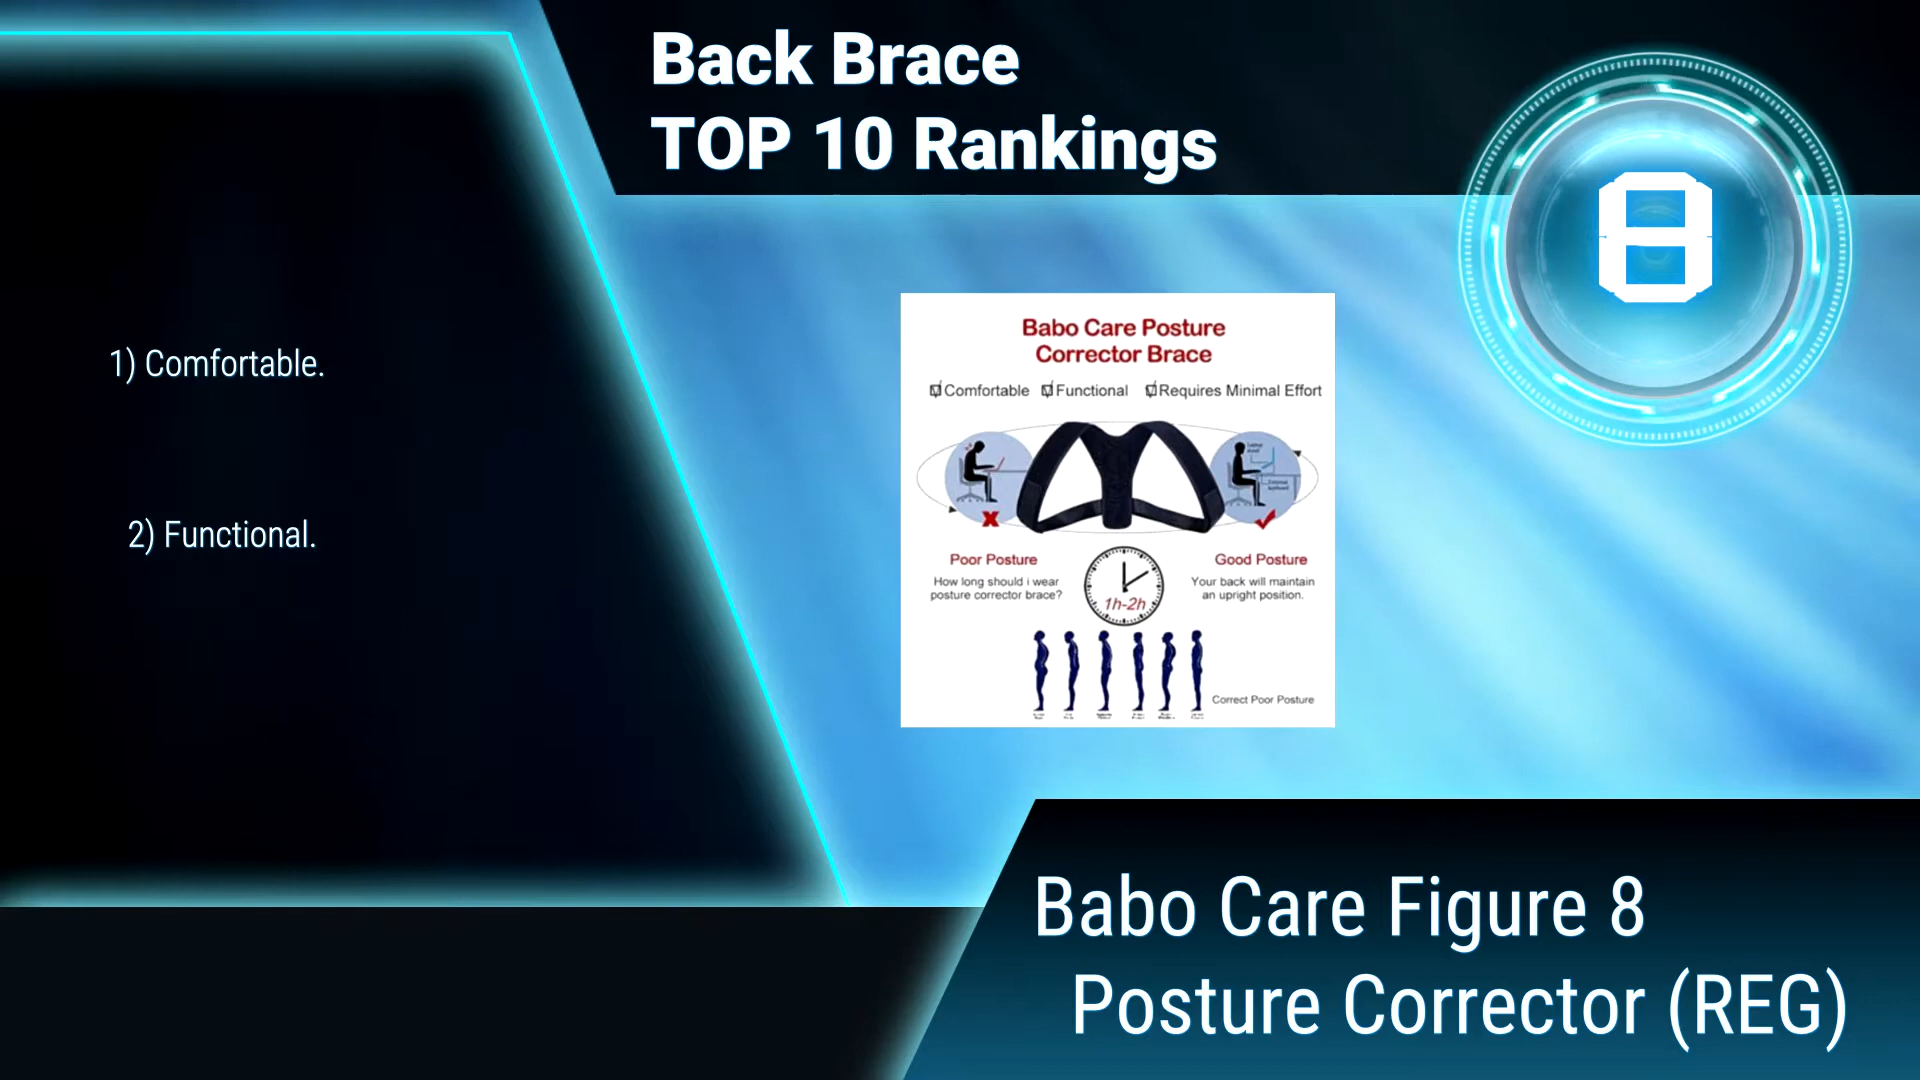 Back Brace
TOP 10 Rankings
8
1) Comfortable.
2) Functional.
Babo Care Posture
Corrector Brace
Comfortable Functional Requires Minimal Effort
Poor Posture
How long should i wear
posture corrector brace?
1h-2h
Good Posture
Your back will maintain
an upright position.
Correct Poor Posture
Babo Care Figure 8
Posture Corrector (REG)